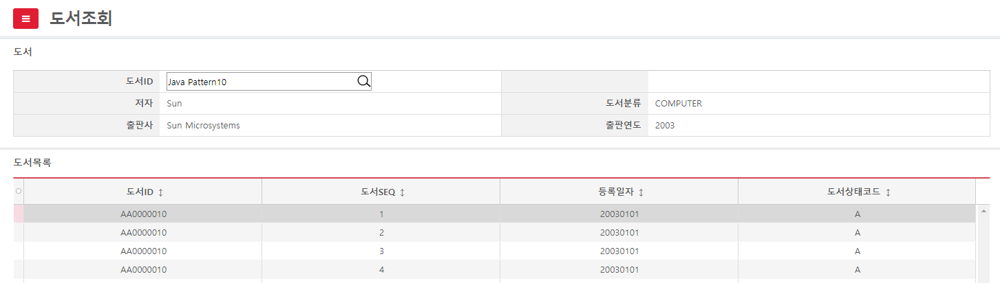 도서조회
도서
도서ID Java Pattern10
저자 Sun 도서분류 COMPUTER
출판사 Sun Microsystems 출판연도 2003
도서목록
도서ID 도서SEQ 등록일자 도서상태코드
AA0000010 1 20030101 A
AA0000010 2 20030101 A
AA0000010 3 20030101 A
AA0000010 4 20030101 A